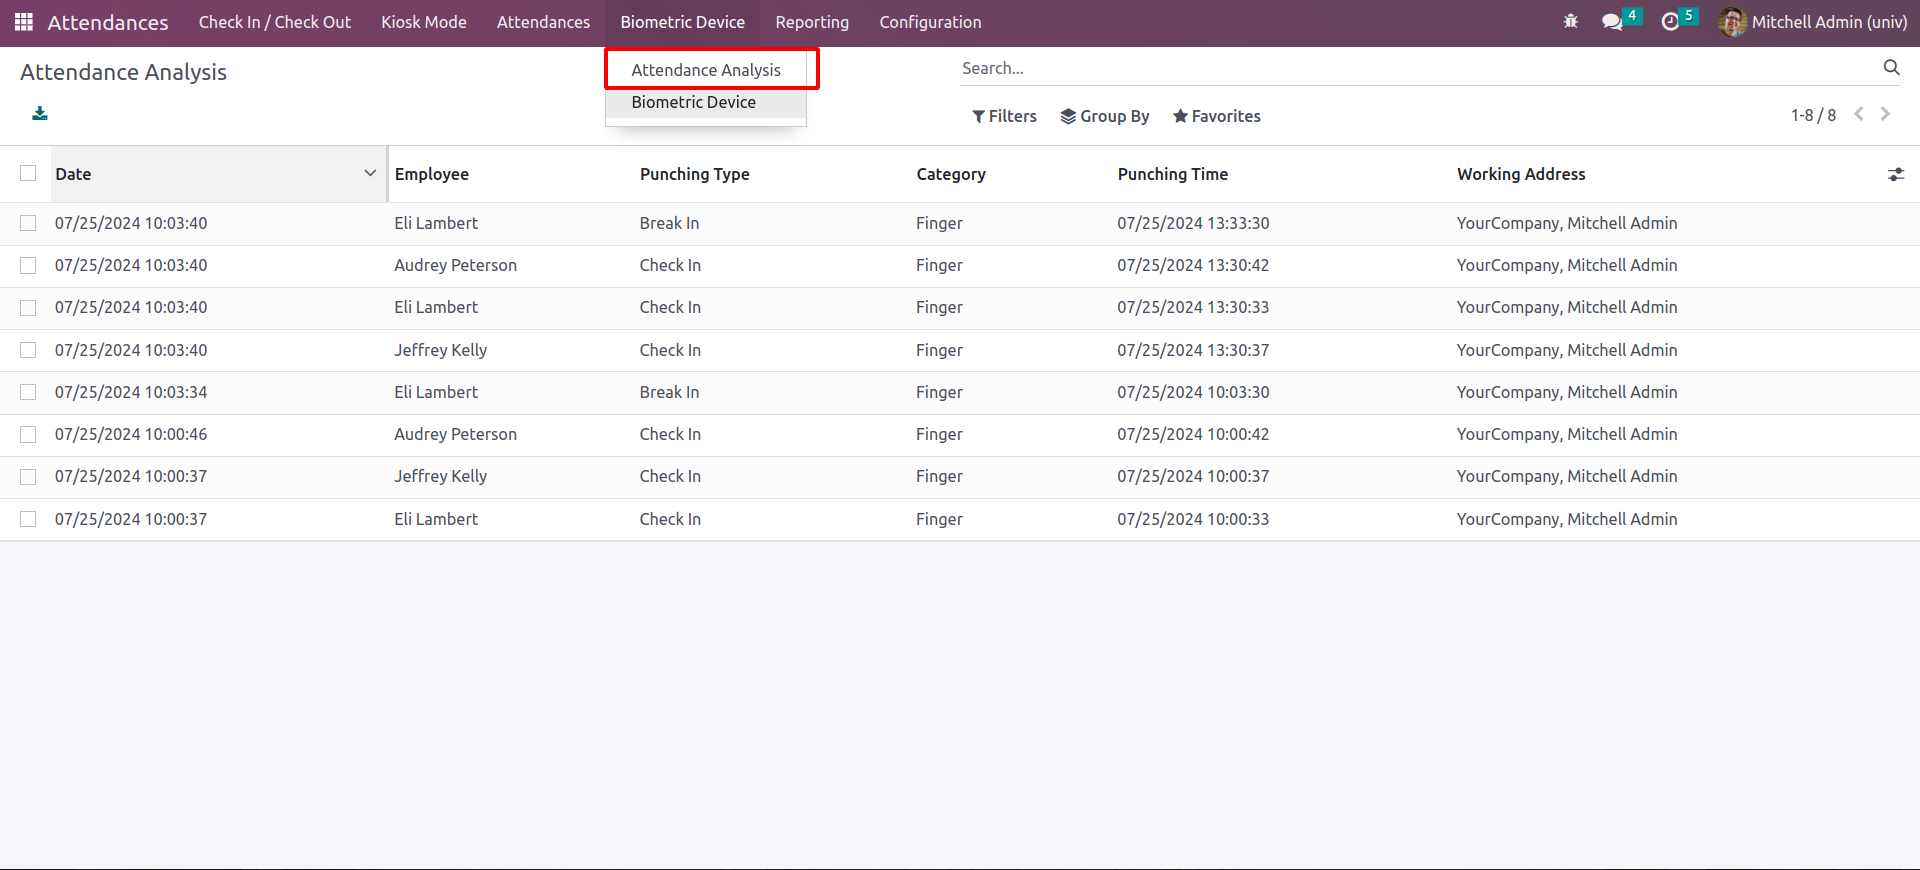 Attendances Check In / Check Out Kiosk Mode Attendances Biometric Device Reporting Configuration 4 5 Mitchell Admin (univ)
Attendance Analysis
Attendance Analysis
Biometric Device
Search...
Filters Group By Favorites 1-8 / 8
Date Employee Punching Type Category Punching Time Working Address
07/25/2024 10:03:40 Eli Lambert Break In Finger 07/25/2024 13:33:30 YourCompany, Mitchell Admin
07/25/2024 10:03:40 Audrey Peterson Check In Finger 07/25/2024 13:30:42 YourCompany, Mitchell Admin
07/25/2024 10:03:40 Eli Lambert Check In Finger 07/25/2024 13:30:33 YourCompany, Mitchell Admin
07/25/2024 10:03:40 Jeffrey Kelly Check In Finger 07/25/2024 13:30:37 YourCompany, Mitchell Admin
07/25/2024 10:03:34 Eli Lambert Break In Finger 07/25/2024 10:03:30 YourCompany, Mitchell Admin
07/25/2024 10:00:46 Audrey Peterson Check In Finger 07/25/2024 10:00:42 YourCompany, Mitchell Admin
07/25/2024 10:00:37 Jeffrey Kelly Check In Finger 07/25/2024 10:00:37 YourCompany, Mitchell Admin
07/25/2024 10:00:37 Eli Lambert Check In Finger 07/25/2024 10:00:33 YourCompany, Mitchell Admin